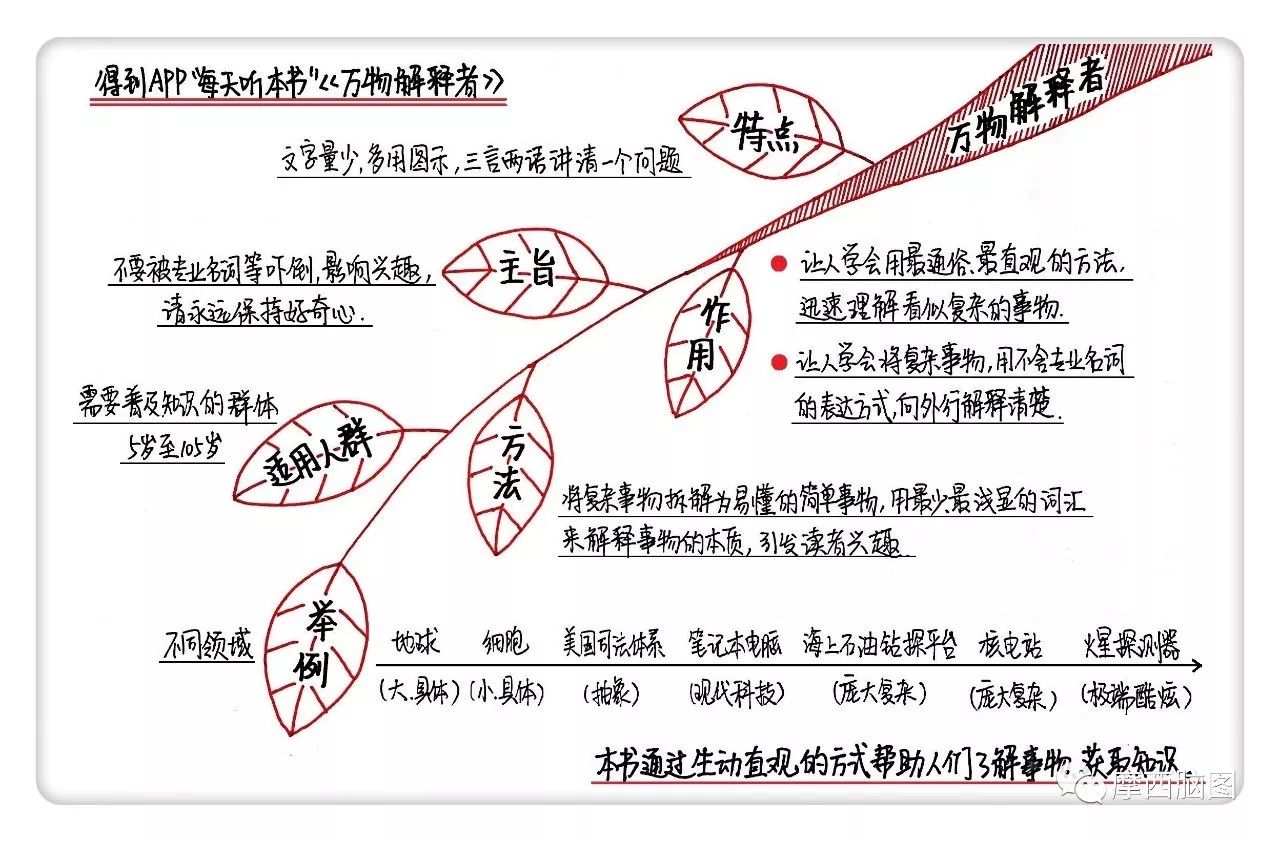 得到APP"每天听本书"《万物解释者》
万物解释者
特点
文字量少,多用图示,三言两语讲清一个问题
主旨
不要被专业名词等吓倒,影响兴趣,
请永远保持好奇心.
作用
让人学会用最通俗、最直观的方法,
迅速理解看似复杂的事物.
让人学会将复杂事物,用不含专业名词
的表达方式,向外行解释清楚.
适用人群
需要普及知识的群体
5岁至105岁
方法
将复杂事物拆解为易懂的简单事物,用最少最浅显的词汇
来解释事物的本质,引发读者兴趣.
举例
不同领域
地球 细胞 美国司法体系 笔记本电脑 海上石油钻探平台 核电站 火星探测器
(大.具体) (小.具体) (抽象) (现代科技) (庞大复杂) (庞大复杂) (极端酷炫)
本书通过生动直观的方式帮助人们了解事物、获取知识.
摩西脑图